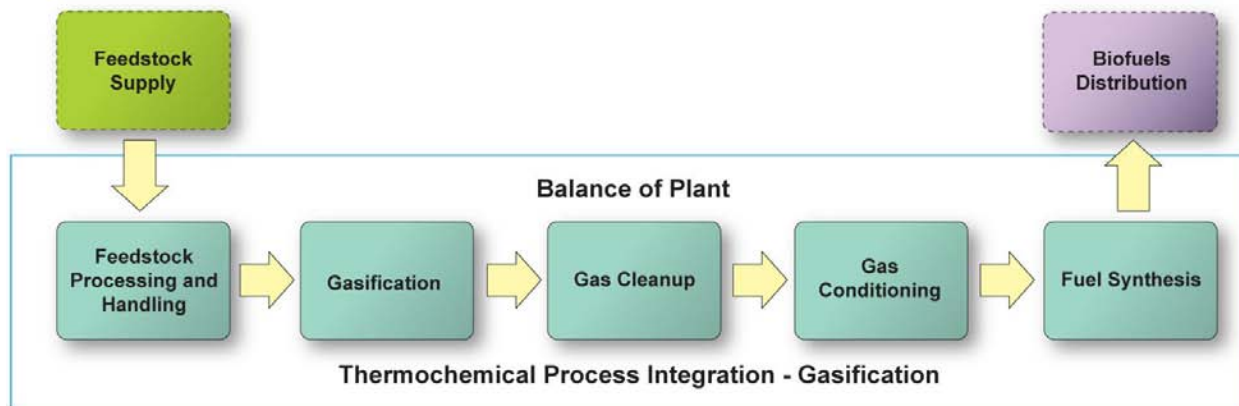 Feedstock
Supply
Biofuels
Distribution
Balance of Plant
Feedstock
Processing and
Handling
Gasification
Gas Cleanup
Gas
Conditioning
Fuel Synthesis
Thermochemical Process Integration - Gasification